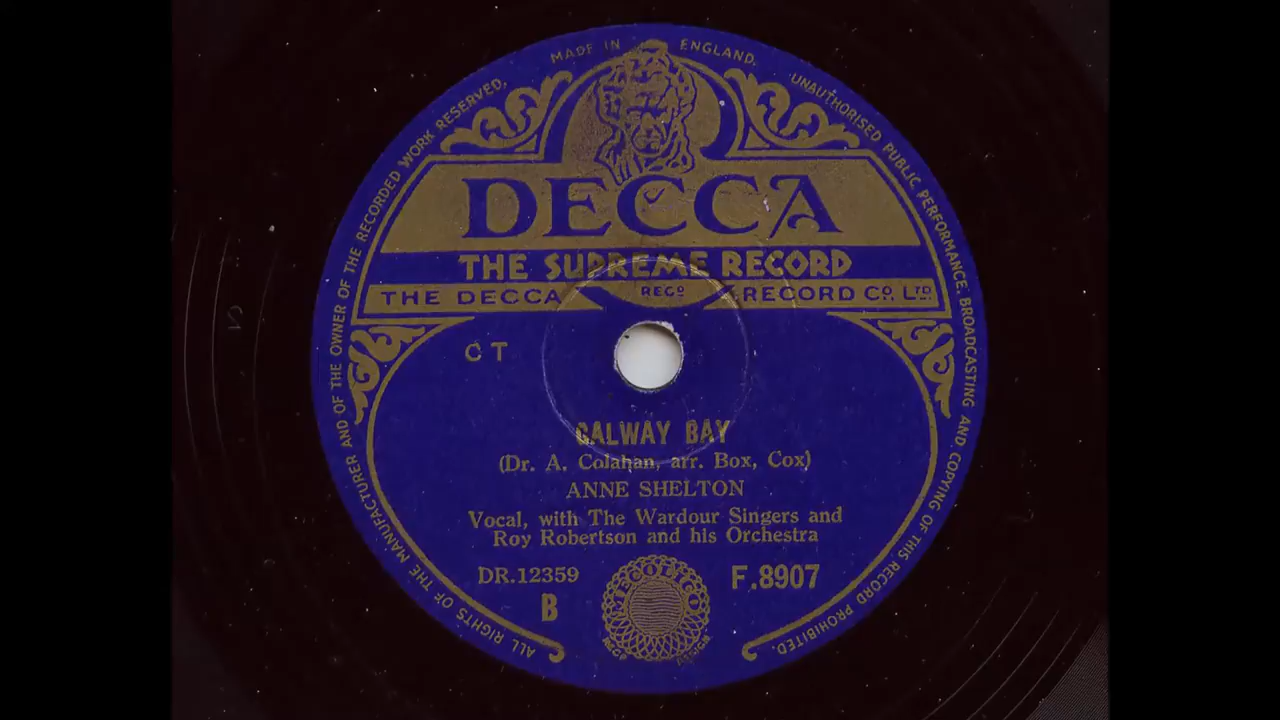 MADE IN ENGLAND.
UNAUTHORISED PUBLIC PERFORMANCE, BROADCASTING AND COPYING OF THIS RECORD PROHIBITED.
ALL RIGHTS OF THE MANUFACTURER AND OF THE OWNER OF THE RECORDED WORK RESERVED.
DECCA
THE SUPREME RECORD
THE DECCA REGD RECORD CO. LTD.
CT
GALWAY BAY
(Dr. A. Colahan, arr. Box, Cox)
ANNE SHELTON
Vocal, with The Wardour Singers and
Roy Robertson and his Orchestra
DR.12359
F.8907
B